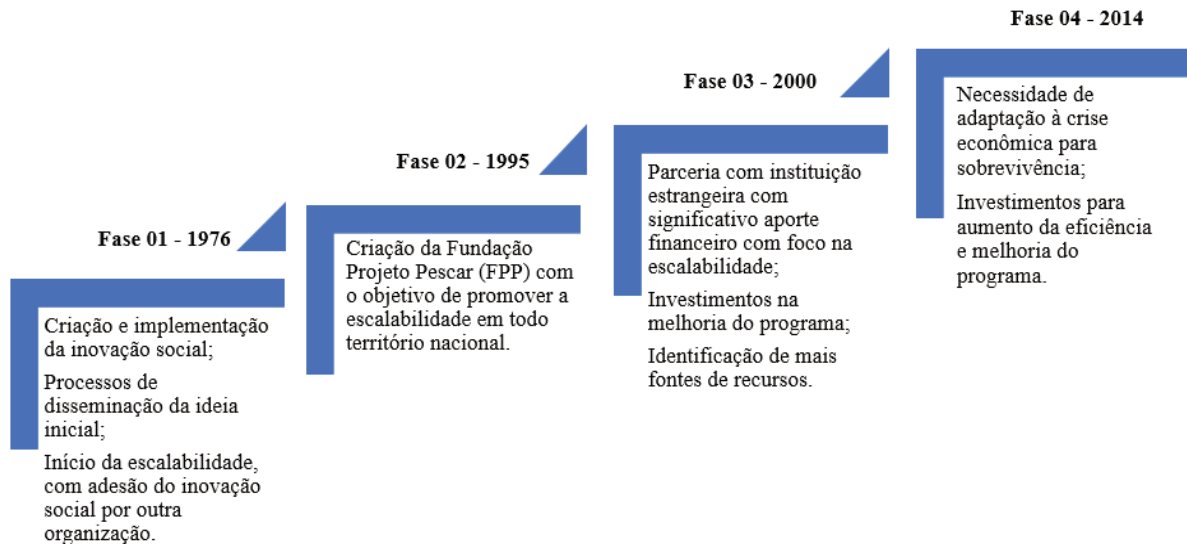 Fase 01 - 1976
Criação e implementação
da inovação social;
Processos de
disseminação da ideia
inicial;
Início da escalabilidade,
com adesão do inovação
social por outra
organização.
Fase 02 - 1995
Criação da Fundação
Projeto Pescar (FPP) com
o objetivo de promover a
escalabilidade em todo
território nacional.
Fase 03 - 2000
Parceria com instituição
estrangeira com
significativo aporte
financeiro com foco na
escalabilidade;
Investimentos na
melhoria do programa;
Identificação de mais
fontes de recursos.
Fase 04 - 2014
Necessidade de
adaptação à crise
econômica para
sobrevivência;
Investimentos para
aumento da eficiência
e melhoria do
programa.